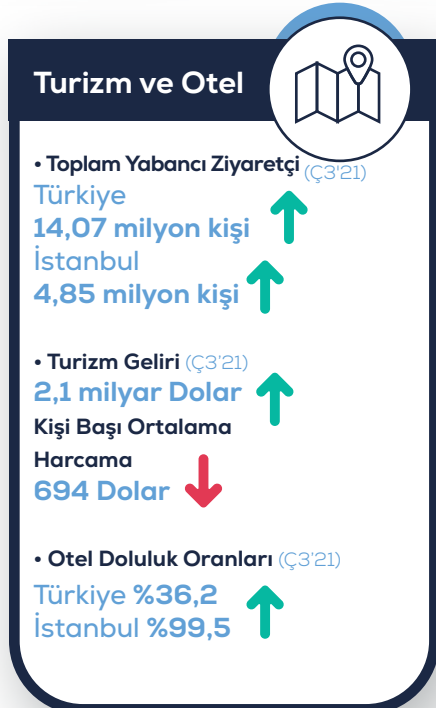 Turizm ve Otel
• Toplam Yabancı Ziyaretçi (Ç3'21)
Türkiye
14,07 milyon kişi
İstanbul
4,85 milyon kişi
• Turizm Geliri (Ç3'21)
2,1 milyar Dolar
Kişi Başı Ortalama
Harcama
694 Dolar
• Otel Doluluk Oranları (Ç3'21)
Türkiye %36,2
İstanbul %99,5